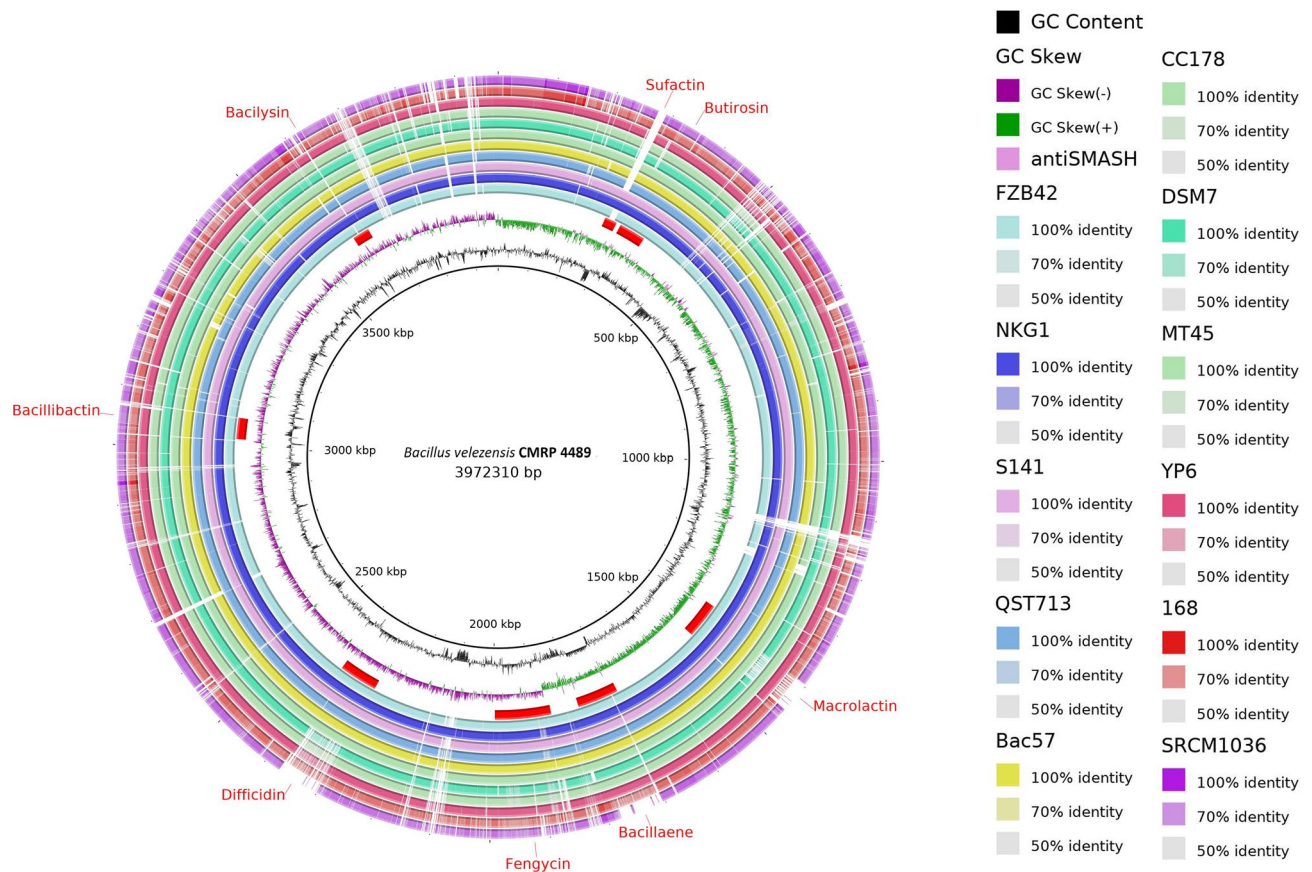 Sufactin
Butirosin
Bacilysin
Bacillibactin
3500 kbp
500 kbp
3000 kbp
1000 kbp
Bacillus velezensis CMRP 4489
3972310 bp
2500 kbp
1500 kbp
2000 kbp
Macrolactin
Difficidin
Bacillaene
Fengycin
GC Content
GC Skew
GC Skew(-)
GC Skew(+)
antiSMASH
FZB42
100% identity
70% identity
50% identity
NKG1
100% identity
70% identity
50% identity
S141
100% identity
70% identity
50% identity
QST713
100% identity
70% identity
50% identity
Bac57
100% identity
70% identity
50% identity
CC178
100% identity
70% identity
50% identity
DSM7
100% identity
70% identity
50% identity
MT45
100% identity
70% identity
50% identity
YP6
100% identity
70% identity
50% identity
168
100% identity
70% identity
50% identity
SRCM1036
100% identity
70% identity
50% identity